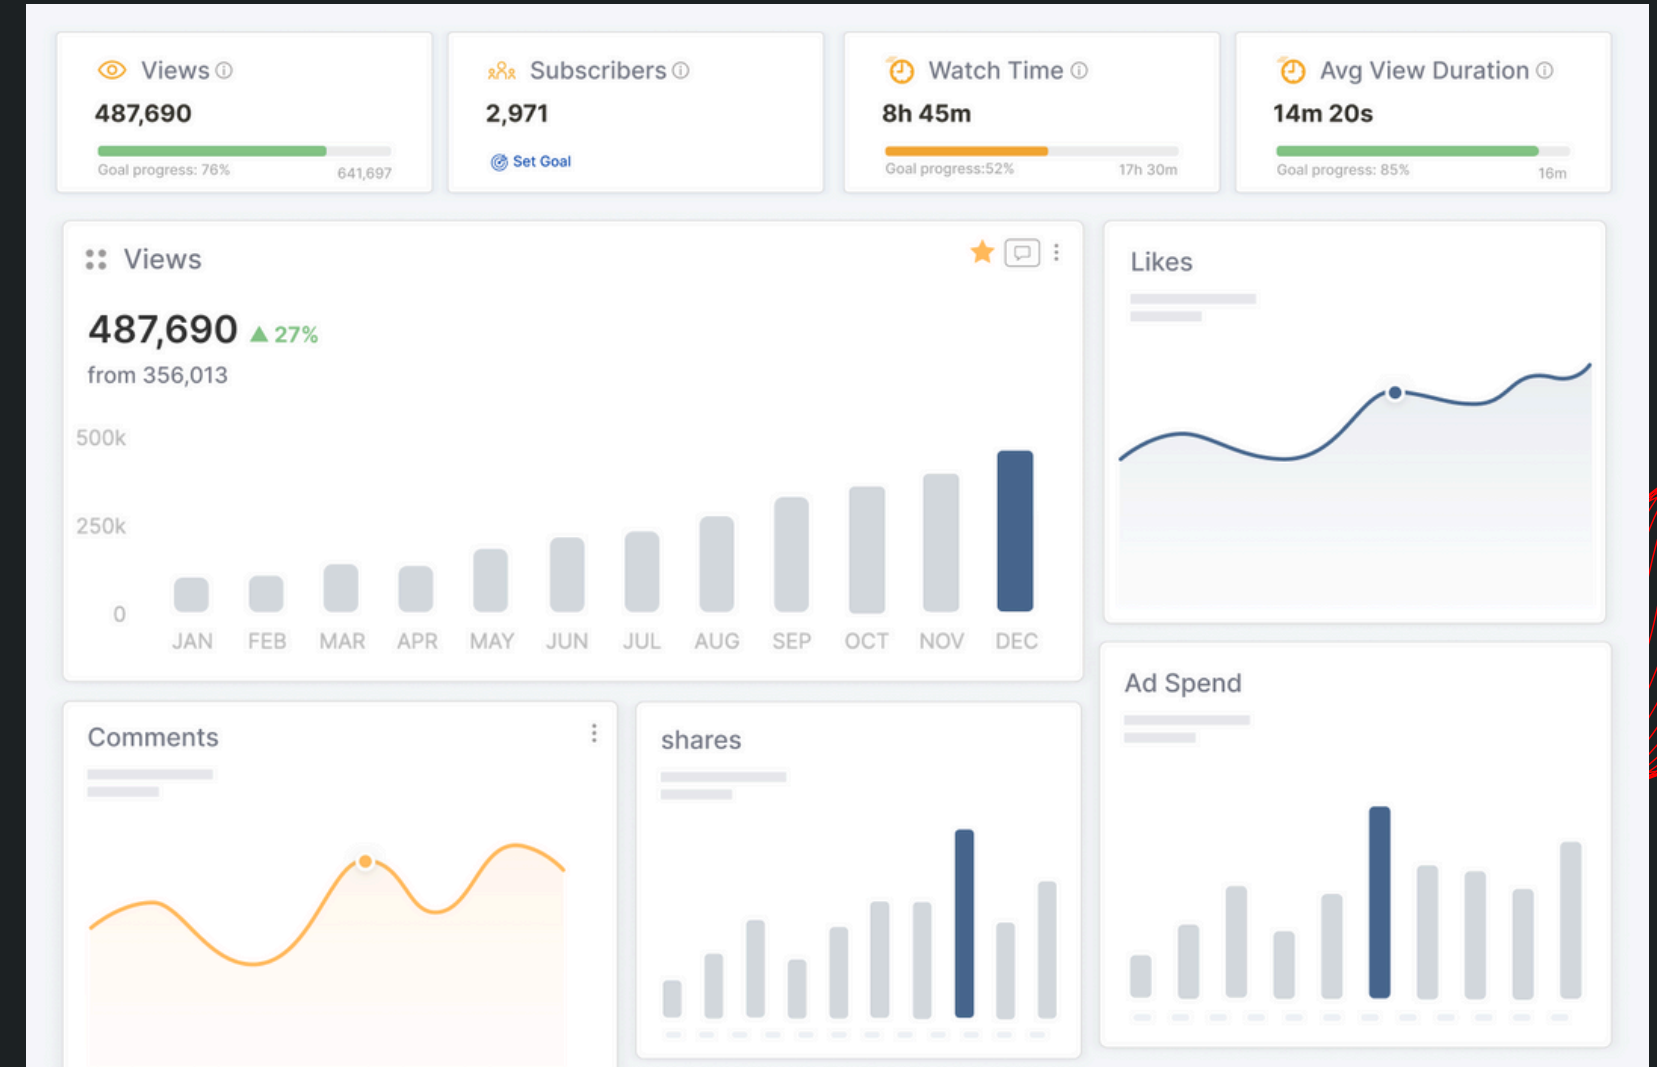 Views
487,690
Goal progress: 76%
641,697
Subscribers
2,971
Set Goal
Watch Time
8h 45m
Goal progress:52%
17h 30m
Avg View Duration
14m 20s
Goal progress: 85%
16m
Views
487,690 ▲ 27%
from 356,013
500k
250k
0
JAN FEB MAR APR MAY JUN JUL AUG SEP OCT NOV DEC
Likes
Ad Spend
Comments
shares